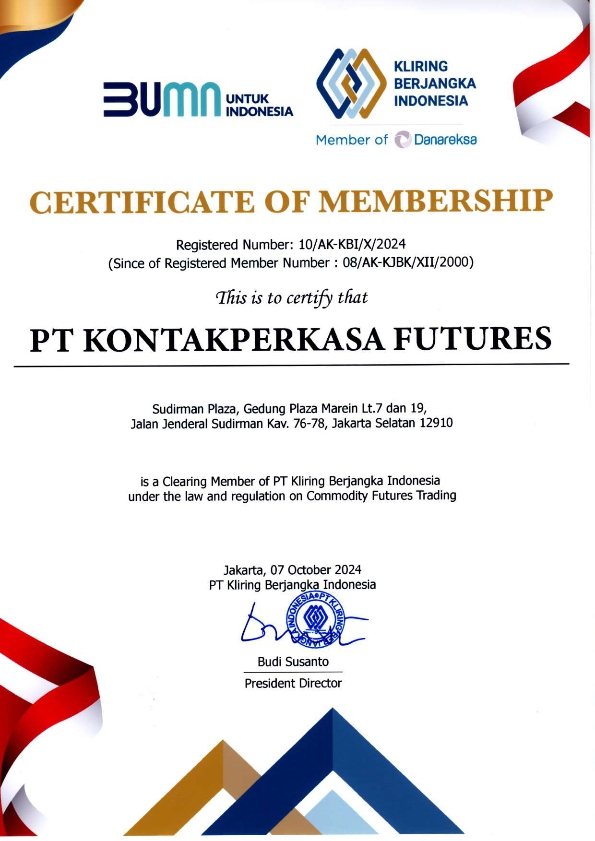 BUMN UNTUK INDONESIA
KLIRING
BERJANGKA
INDONESIA
Member of Danareksa
CERTIFICATE OF MEMBERSHIP
Registered Number: 10/AK-KBI/X/2024
(Since of Registered Member Number : 08/AK-KJBK/XII/2000)
This is to certify that
PT KONTAKPERKASA FUTURES
Sudirman Plaza, Gedung Plaza Marein Lt.7 dan 19,
Jalan Jenderal Sudirman Kav. 76-78, Jakarta Selatan 12910
is a Clearing Member of PT Kliring Berjangka Indonesia
under the law and regulation on Commodity Futures Trading
Jakarta, 07 October 2024
PT Kliring Berjangka Indonesia
PT KLIRING BERJANGKA INDONESIA
Budi Susanto
President Director